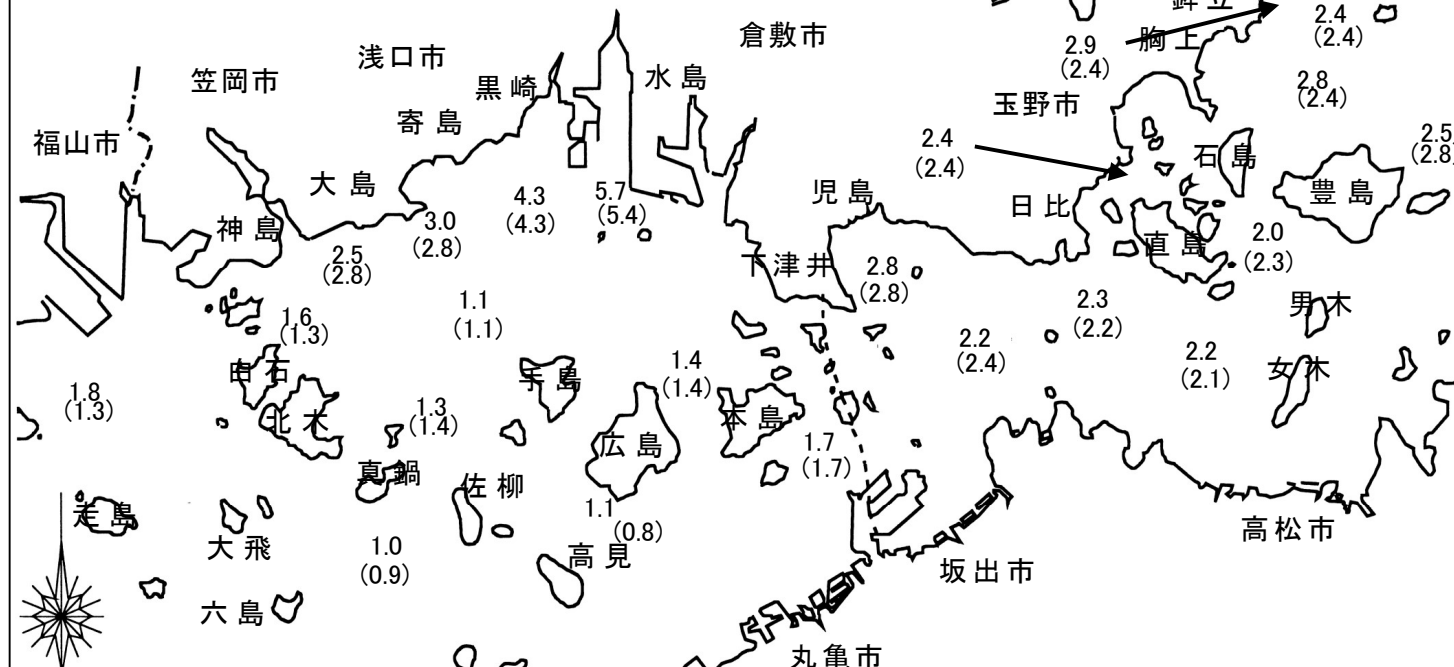 鉾立
2.4
(2.4)
倉敷市
2.9
(2.4)
胸上
浅口市
笠岡市
黒崎
水島
2.8
(2.4)
玉野市
寄島
福山市
2.4
(2.4)
石島
2.5
(2.8)
大島
4.3
(4.3)
5.7
(5.4)
児島
日比
豊島
神島
3.0
(2.8)
2.5
(2.8)
下津井
2.8
(2.8)
直島
2.0
(2.3)
1.6
(1.3)
1.1
(1.1)
2.3
(2.2)
男木
2.2
(2.4)
2.2
(2.1)
女木
白石
手島
1.4
(1.4)
1.8
(1.3)
北木
1.3
(1.4)
本島
広島
1.7
(1.7)
真鍋
佐柳
走島
1.1
(0.8)
高松市
大飛
1.0
(0.9)
高見
坂出市
六島
丸亀市